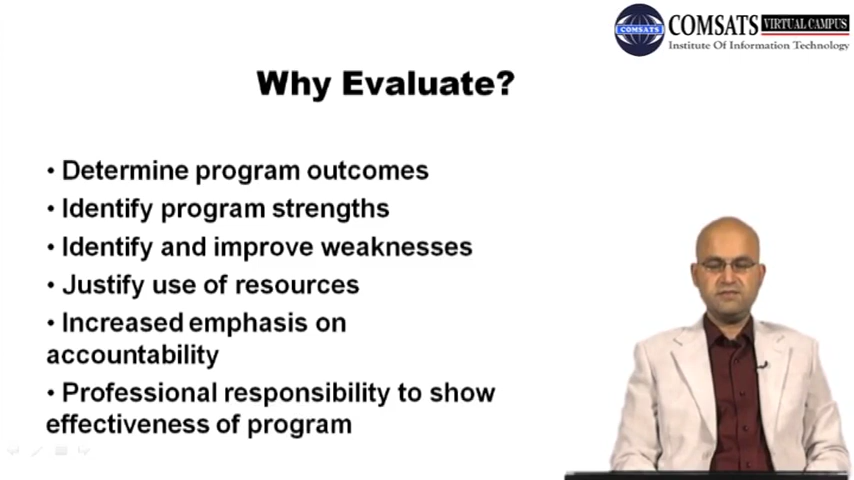 COMSATS VIRTUAL CAMPUS
Institute Of Information Technology
COMSATS
Why Evaluate?
• Determine program outcomes
• Identify program strengths
• Identify and improve weaknesses
• Justify use of resources
• Increased emphasis on
accountability
• Professional responsibility to show
effectiveness of program